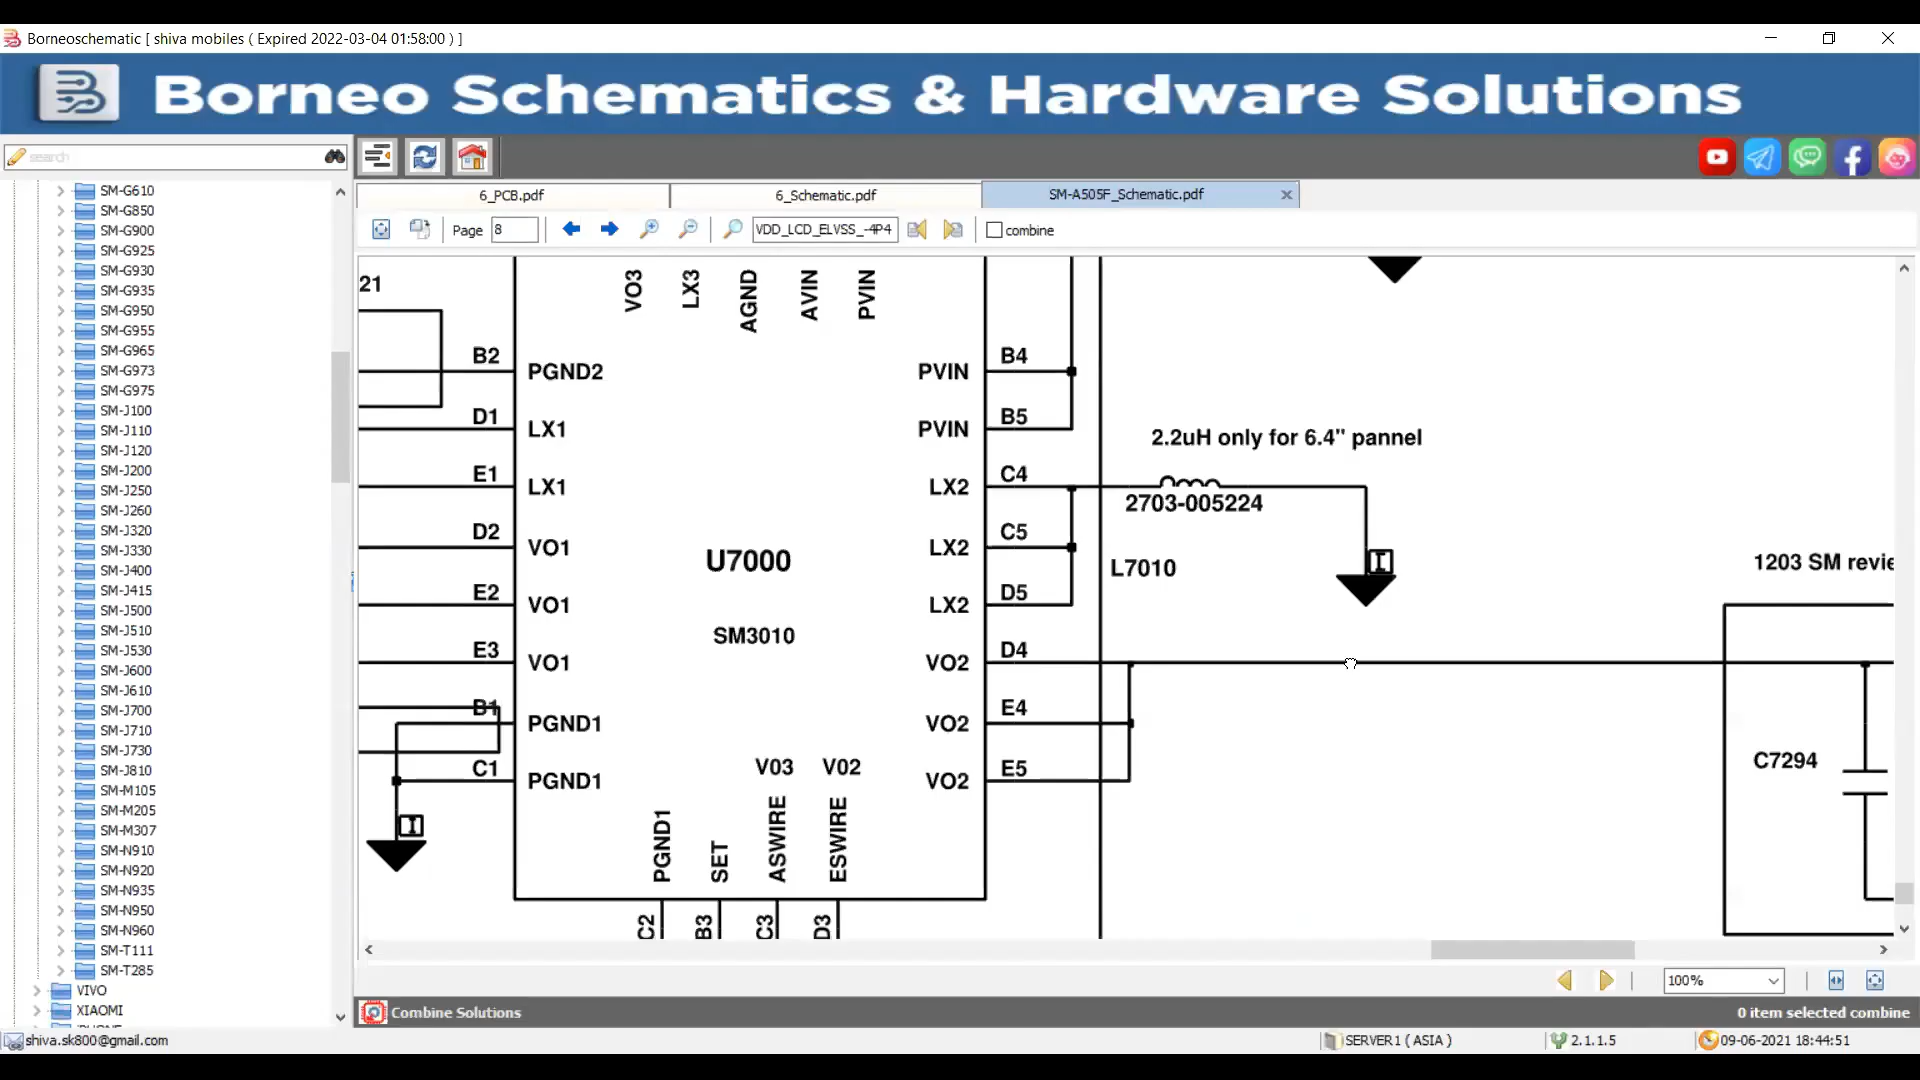 Borneoschematic [ shiva mobiles ( Expired 2022-03-04 01:58:00 ) ]
Borneo Schematics & Hardware Solutions
search
6_PCB.pdf
6_Schematic.pdf
SM-A505F_Schematic.pdf
Page 8
VDD_LCD_ELVSS_-4P4
combine
SM-G610
SM-G850
SM-G900
SM-G925
SM-G930
SM-G935
SM-G950
SM-G955
SM-G965
SM-G973
SM-G975
SM-J100
SM-J110
SM-J120
SM-J200
SM-J250
SM-J260
SM-J320
SM-J330
SM-J400
SM-J415
SM-J500
SM-J510
SM-J530
SM-J600
SM-J610
SM-J700
SM-J710
SM-J730
SM-J810
SM-M105
SM-M205
SM-M307
SM-N910
SM-N920
SM-N935
SM-N950
SM-N960
SM-T111
SM-T285
VIVO
XIAOMI
21
VO3
LX3
AGND
AVIN
PVIN
B2
PGND2
D1
LX1
E1
LX1
D2
VO1
E2
VO1
E3
VO1
B1
PGND1
C1
PGND1
I
U7000
SM3010
PVIN
B4
PVIN
B5
LX2
C4
LX2
C5
LX2
D5
VO2
D4
VO2
E4
VO2
E5
V03
V02
PGND1
SET
ASWIRE
ESWIRE
C2
B3
C3
D3
2.2uH only for 6.4" pannel
2703-005224
L7010
I
1203 SM revie
C7294
100%
Combine Solutions
0 item selected combine
shiva.sk800@gmail.com
SERVER1 ( ASIA )
2.1.1.5
09-06-2021 18:44:51